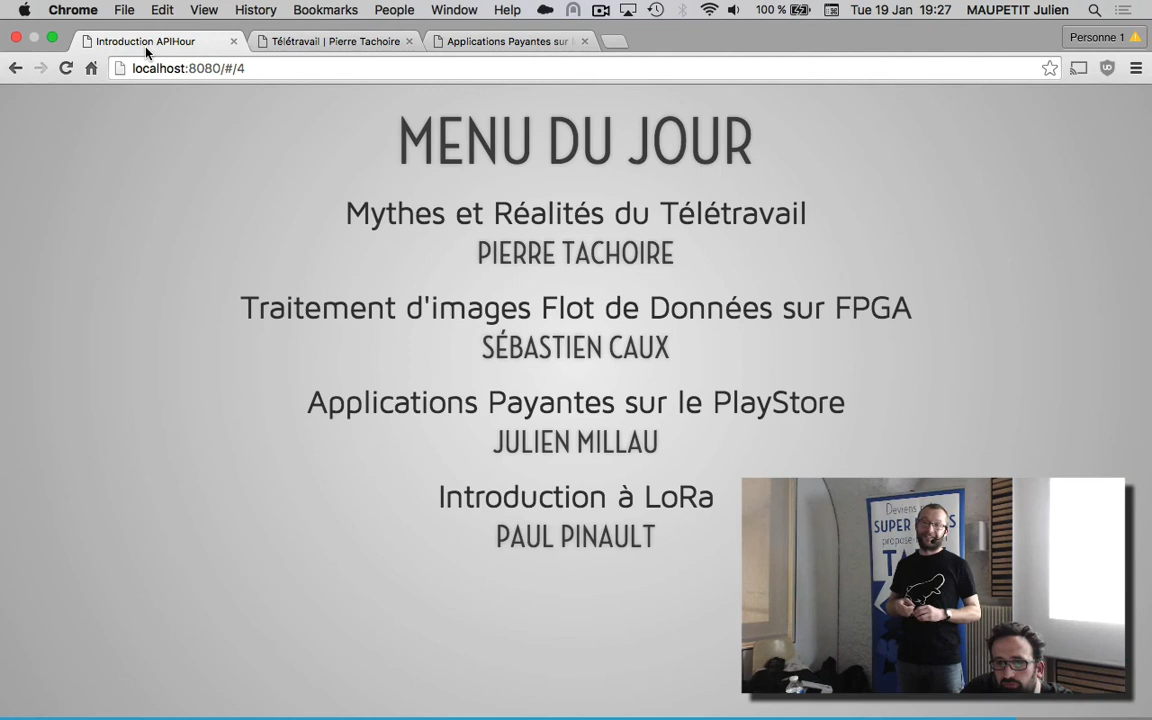 Chrome File Edit View History Bookmarks People Window Help 100 % Tue 19 Jan 19:27 MAUPETIT Julien
Introduction APIHour Télétravail | Pierre Tachoire Applications Payantes sur Personne 1
localhost:8080/#/4
MENU DU JOUR
Mythes et Réalités du Télétravail
PIERRE TACHOIRE
Traitement d'images Flot de Données sur FPGA
SÉBASTIEN CAUX
Applications Payantes sur le PlayStore
JULIEN MILLAU
Introduction à LoRa
PAUL PINAULT
Deviens
SUPER
propose